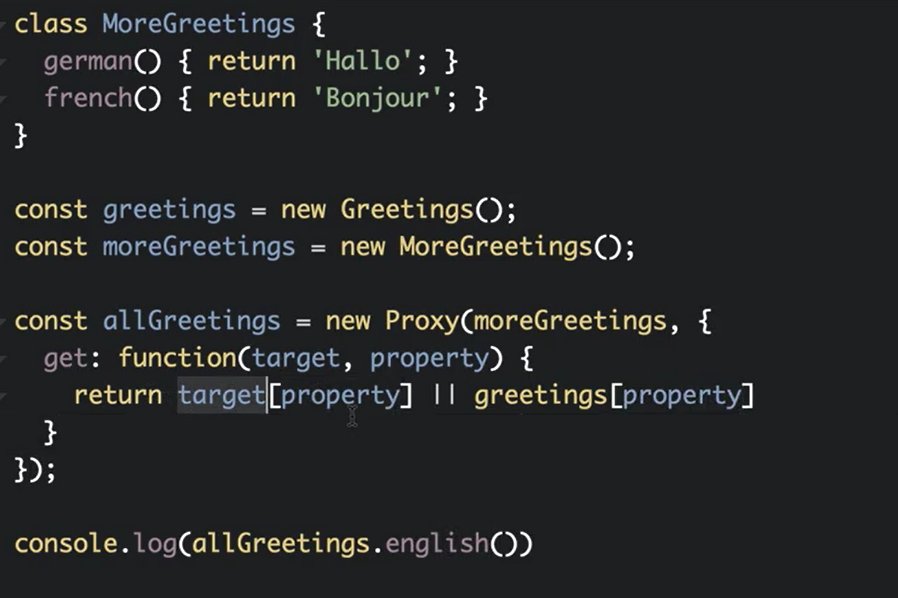 class MoreGreetings {
  german() { return 'Hallo'; }
  french() { return 'Bonjour'; }
}
const greetings = new Greetings();
const moreGreetings = new MoreGreetings();
const allGreetings = new Proxy(moreGreetings, {
  get: function(target, property) {
    return target[property] || greetings[property]
  }
});
console.log(allGreetings.english())